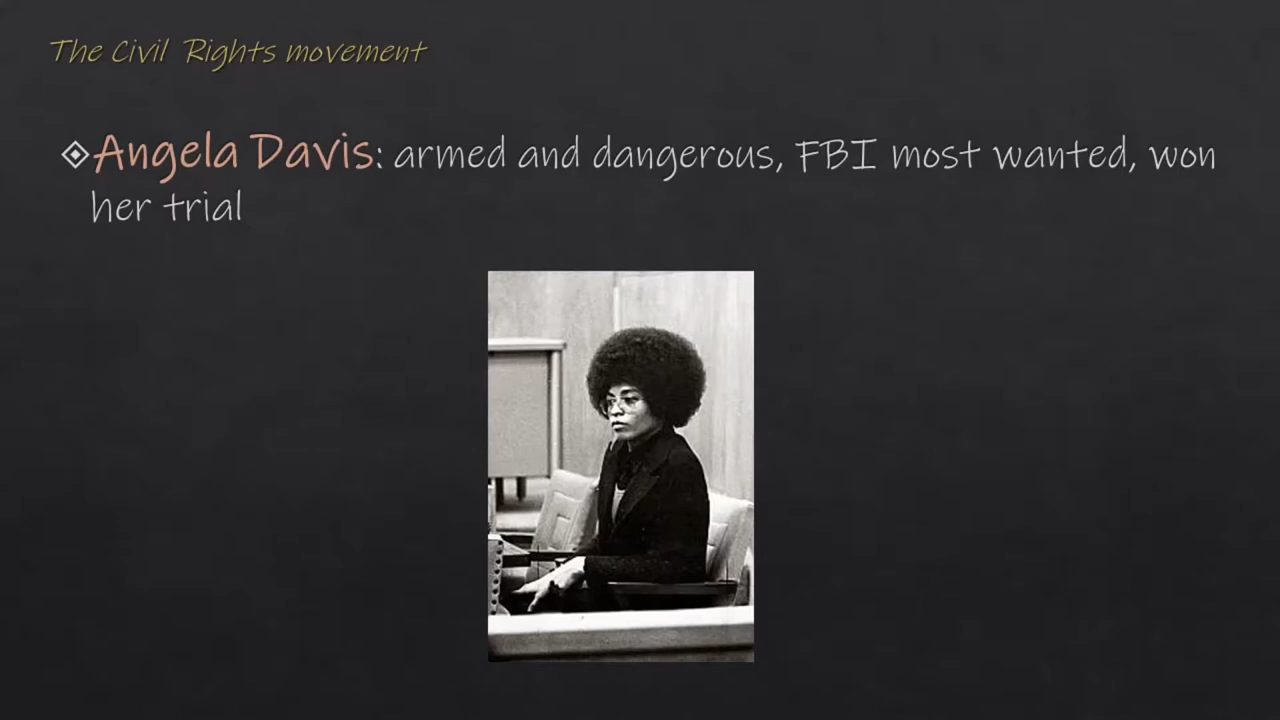 The Civil Rights movement
Angela Davis: armed and dangerous, FBI most wanted, won
her trial